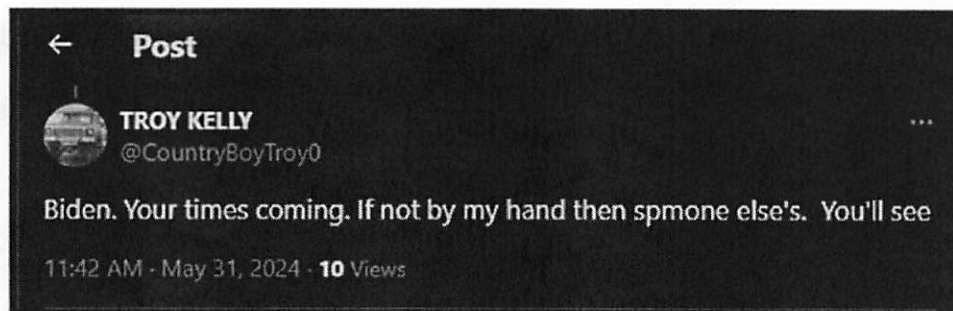 ← Post
TROY KELLY
@CountryBoyTroy0
Biden. Your times coming. If not by my hand then spmone else's. You'll see
11:42 AM · May 31, 2024 · 10 Views